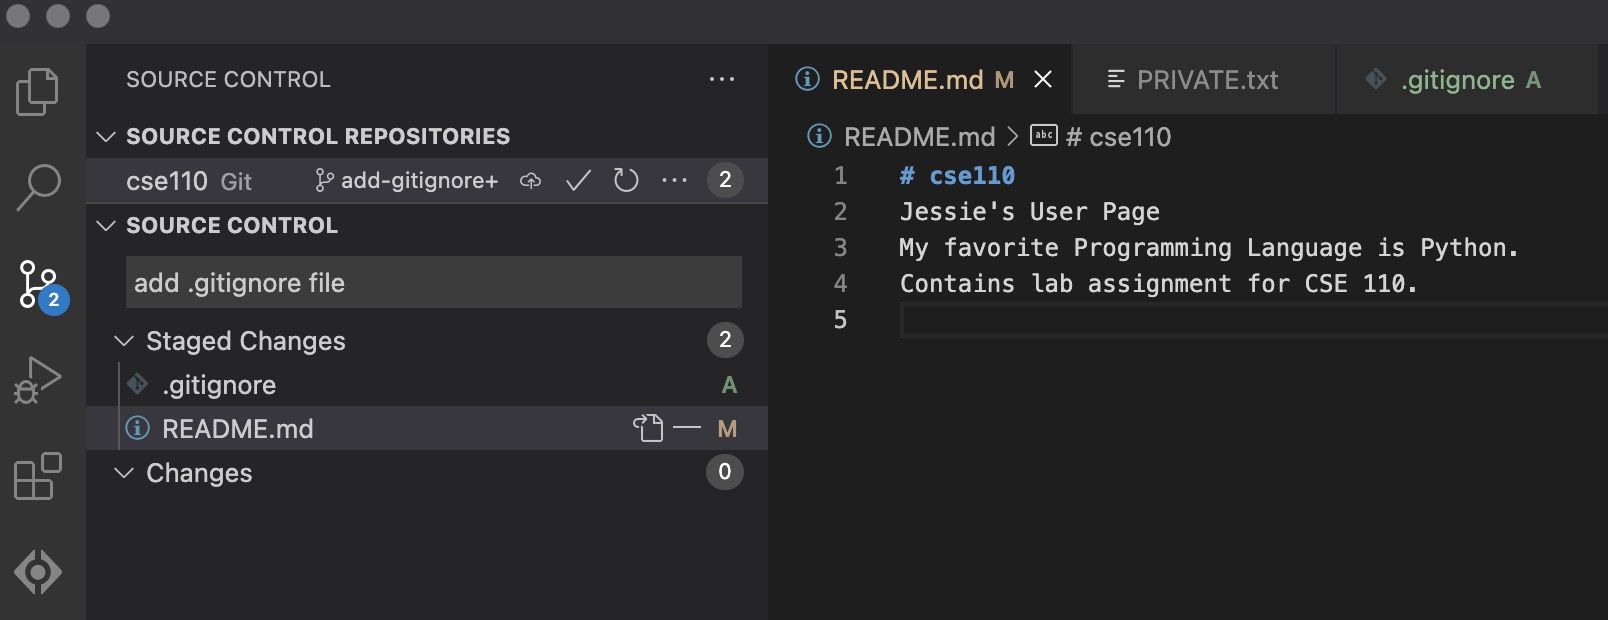 SOURCE CONTROL ...
SOURCE CONTROL REPOSITORIES
cse110 Git add-gitignore+ ... 2
SOURCE CONTROL
add .gitignore file
Staged Changes 2
.gitignore A
README.md M
Changes 0
2
README.md M PRIVATE.txt .gitignore A
README.md > abc # cse110
1 # cse110
2 Jessie's User Page
3 My favorite Programming Language is Python.
4 Contains lab assignment for CSE 110.
5